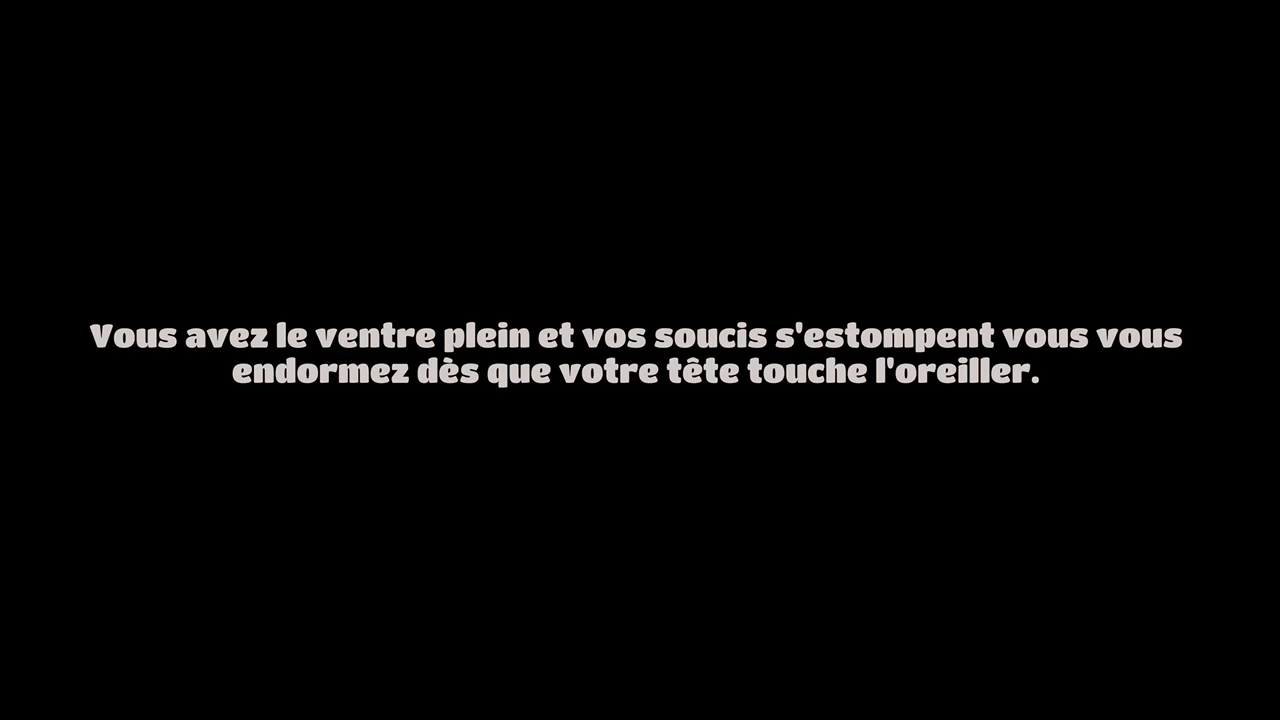 Vous avez le ventre plein et vos soucis s'estompent vous vous
endormez dès que votre tête touche l'oreiller.